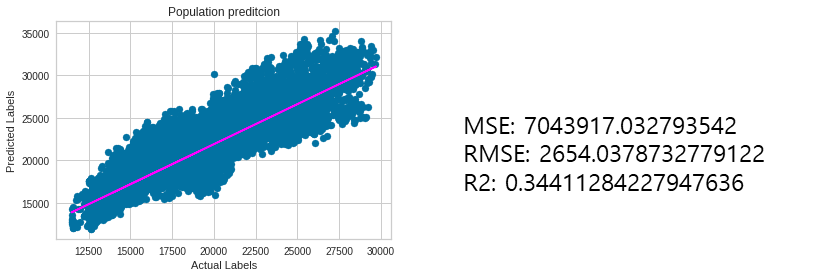 Population preditcion
35000
30000
25000
20000
15000
Predicted Labels
12500 15000 17500 20000 22500 25000 27500 30000
Actual Labels
MSE: 7043917.032793542
RMSE: 2654.0378732779122
R2: 0.34411284227947636